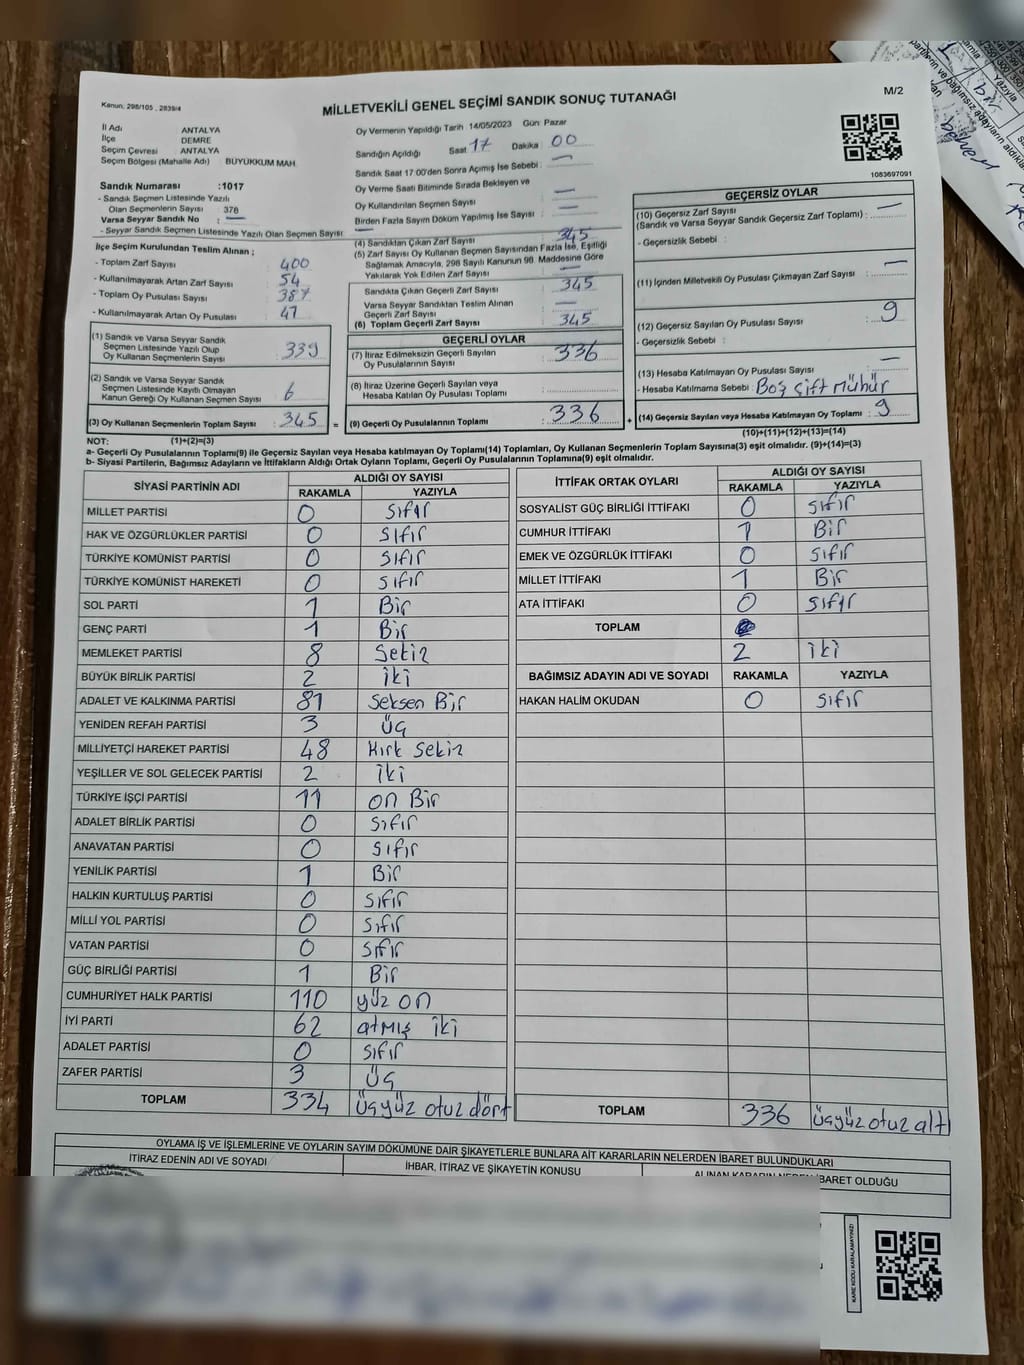 Kanun; 298/105 , 2839/4
MİLLETVEKİLİ GENEL SEÇİMİ SANDIK SONUÇ TUTANAĞI
M/2
İl Adı ANTALYA
İlçe DEMRE
Seçim Çevresi ANTALYA
Seçim Bölgesi (Mahalle Adı) BÜYÜKKUM MAH.
Sandık Numarası :1017
- Sandık Seçmen Listesinde Yazılı
Olan Seçmenlerin Sayısı : 376
Varsa Seyyar Sandık No : —
- Seyyar Sandık Seçmen Listesinde Yazılı Olan Seçmen Sayısı: —
Oy Vermenin Yapıldığı Tarih 14/05/2023 Gün: Pazar
Sandığın Açıldığı Saat 17 Dakika 00
Sandık Saat 17.00'den Sonra Açımış İse Sebebi : —
Oy Verme Saati Bitiminde Sırada Bekleyen ve
Oy Kullandırılan Seçmen Sayısı —
Birden Fazla Sayım Döküm Yapılmış İse Sayısı : —
1083697091
İlçe Seçim Kurulundan Teslim Alınan ;
- Toplam Zarf Sayısı : 400
- Kullanılmayarak Artan Zarf Sayısı : 54
- Toplam Oy Pusulası Sayısı : 387
- Kullanılmayarak Artan Oy Pusulası : 47
(1) Sandık ve Varsa Seyyar Sandık
Seçmen Listesinde Yazılı Olup
Oy Kullanan Seçmenlerin Sayısı : 339
(2) Sandık ve Varsa Seyyar Sandık
Seçmen Listesinde Kayıtlı Olmayan
Kanun Gereği Oy Kullanan Seçmen Sayısı : 6
(3) Oy Kullanan Seçmenlerin Toplam Sayısı : 345 =
(4) Sandıktan Çıkan Zarf Sayısı : 345
(5) Zarf Sayısı Oy Kullanan Seçmen Sayısından Fazla İse, Eşitliği
Sağlamak Amacıyla, 298 Sayılı Kanunun 98. Maddesine Göre
Yakılarak Yok Edilen Zarf Sayısı : —
Sandıkta Çıkan Geçerli Zarf Sayısı : 345
Varsa Seyyar Sandıktan Teslim Alınan
Geçerli Zarf Sayısı : —
(6) Toplam Geçerli Zarf Sayısı : 345
GEÇERLİ OYLAR
(7) İtiraz Edilmeksizin Geçerli Sayılan
Oy Pusulalarının Sayısı : 336
(8) İtiraz Üzerine Geçerli Sayılan veya
Hesaba Katılan Oy Pusulası Toplamı :
(9) Geçerli Oy Pusulalarının Toplamı : 336 +
GEÇERSİZ OYLAR
(10) Geçersiz Zarf Sayısı
(Sandık ve Varsa Seyyar Sandık Geçersiz Zarf Toplamı) : —
- Geçersizlik Sebebi :
(11) İçinden Milletvekili Oy Pusulası Çıkmayan Zarf Sayısı : —
(12) Geçersiz Sayılan Oy Pusulası Sayısı : 9
- Geçersizlik Sebebi :
(13) Hesaba Katılmayan Oy Pusulası Sayısı : —
- Hesaba Katılmama Sebebi : Boş çift mühür
(14) Geçersiz Sayılan veya Hesaba Katılmayan Oy Toplamı : 9
NOT: (1)+(2)=(3)
(10)+(11)+(12)+(13)=(14)
a- Geçerli Oy Pusulalarının Toplamı(9) ile Geçersiz Sayılan veya Hesaba katılmayan Oy Toplamı(14) Toplamları, Oy Kullanan Seçmenlerin Toplam Sayısına(3) eşit olmalıdır. (9)+(14)=(3)
b- Siyasi Partilerin, Bağımsız Adayların ve İttifakların Aldığı Ortak Oyların Toplamı, Geçerli Oy Pusulalarının Toplamına(9) eşit olmalıdır.
SİYASİ PARTİNİN ADI ALDIĞI OY SAYISI
RAKAMLA YAZIYLA
MİLLET PARTİSİ 0 sıfır
HAK VE ÖZGÜRLÜKLER PARTİSİ 0 sıfır
TÜRKİYE KOMÜNİST PARTİSİ 0 sıfır
TÜRKİYE KOMÜNİST HAREKETİ 0 sıfır
SOL PARTİ 1 Bir
GENÇ PARTİ 1 Bir
MEMLEKET PARTİSİ 8 Sekiz
BÜYÜK BİRLİK PARTİSİ 2 iki
ADALET VE KALKINMA PARTİSİ 81 Seksen Bir
YENİDEN REFAH PARTİSİ 3 üç
MİLLİYETÇİ HAREKET PARTİSİ 48 Kırk Sekiz
YEŞİLLER VE SOL GELECEK PARTİSİ 2 iki
TÜRKİYE İŞÇİ PARTİSİ 11 on Bir
ADALET BİRLİK PARTİSİ 0 sıfır
ANAVATAN PARTİSİ 0 sıfır
YENİLİK PARTİSİ 1 Bir
HALKIN KURTULUŞ PARTİSİ 0 sıfır
MİLLİ YOL PARTİSİ 0 sıfır
VATAN PARTİSİ 0 sıfır
GÜÇ BİRLİĞİ PARTİSİ 1 Bir
CUMHURİYET HALK PARTİSİ 110 yüz on
İYİ PARTİ 62 atmış iki
ADALET PARTİSİ 0 sıfır
ZAFER PARTİSİ 3 üç
TOPLAM 334 üçyüz otuz dört
İTTİFAK ORTAK OYLARI ALDIĞI OY SAYISI
RAKAMLA YAZIYLA
SOSYALİST GÜÇ BİRLİĞİ İTTİFAKI 0 sıfır
CUMHUR İTTİFAKI 1 Bir
EMEK VE ÖZGÜRLÜK İTTİFAKI 0 sıfır
MİLLET İTTİFAKI 1 Bir
ATA İTTİFAKI 0 sıfır
TOPLAM
2 iki
BAĞIMSIZ ADAYIN ADI VE SOYADI RAKAMLA YAZIYLA
HAKAN HALİM OKUDAN 0 sıfır
TOPLAM 336 üçyüz otuz altı
OYLAMA İŞ VE İŞLEMLERİNE VE OYLARIN SAYIM DÖKÜMÜNE DAİR ŞİKAYETLERLE BUNLARA AİT KARARLARIN NELERDEN İBARET BULUNDUKLARI
İTİRAZ EDENİN ADI VE SOYADI İHBAR, İTİRAZ VE ŞİKAYETİN KONUSU ALINAN KARARIN NEDEN İBARET OLDUĞU
KARE KODU KARALAMAYINIZ!